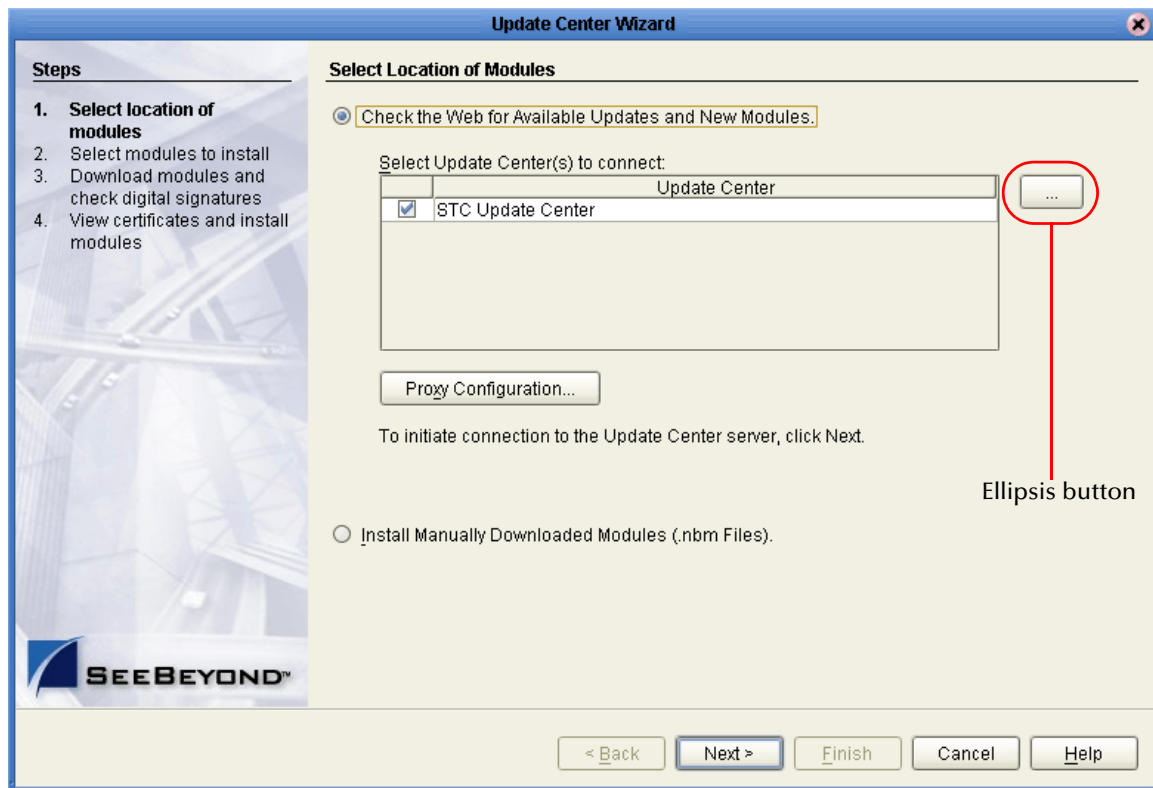 Update Center Wizard
Steps
1. Select location of
modules
2. Select modules to install
3. Download modules and
check digital signatures
4. View certificates and install
modules
Select Location of Modules
Check the Web for Available Updates and New Modules.
Select Update Center(s) to connect:
Update Center
STC Update Center
...
Proxy Configuration...
To initiate connection to the Update Center server, click Next.
Ellipsis button
Install Manually Downloaded Modules (.nbm Files).
SEEBEYOND™
< Back
Next >
Finish
Cancel
Help